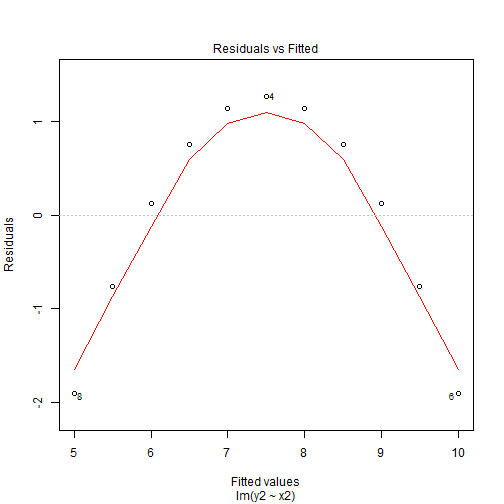 Residuals vs Fitted
Residuals
1
0
-1
-2
4
8
6
5 6 7 8 9 10
Fitted values
lm(y2 ~ x2)